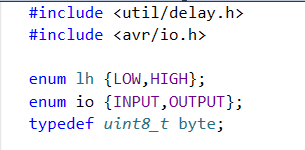 #include <util/delay.h>
#include <avr/io.h>
enum lh {LOW,HIGH};
enum io {INPUT,OUTPUT};
typedef uint8_t byte;